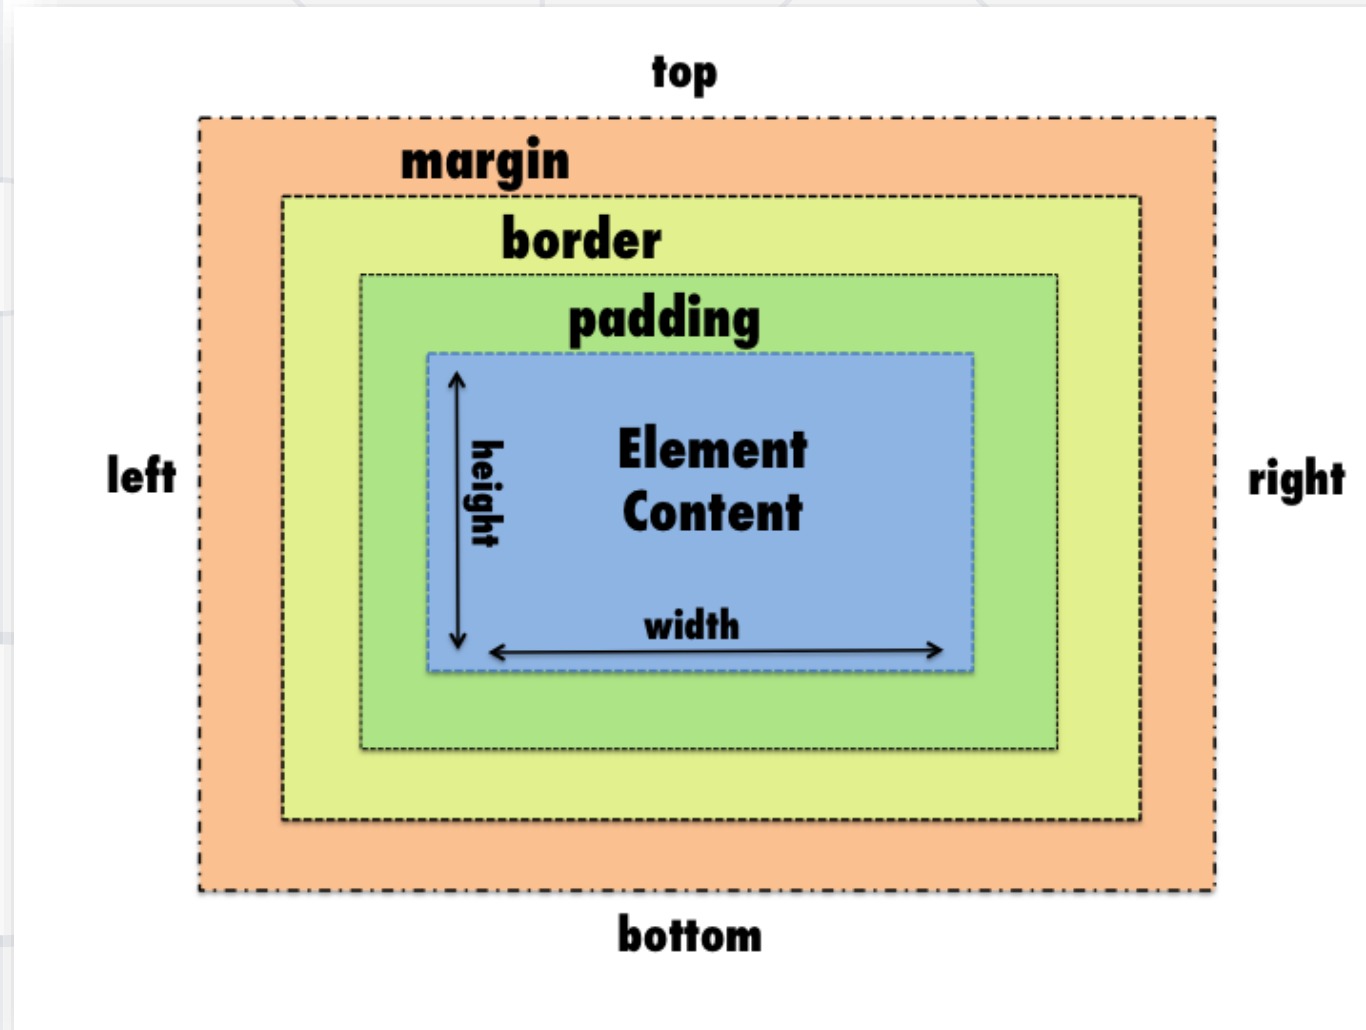 top
margin
border
padding
left
height
Element
Content
right
width
bottom